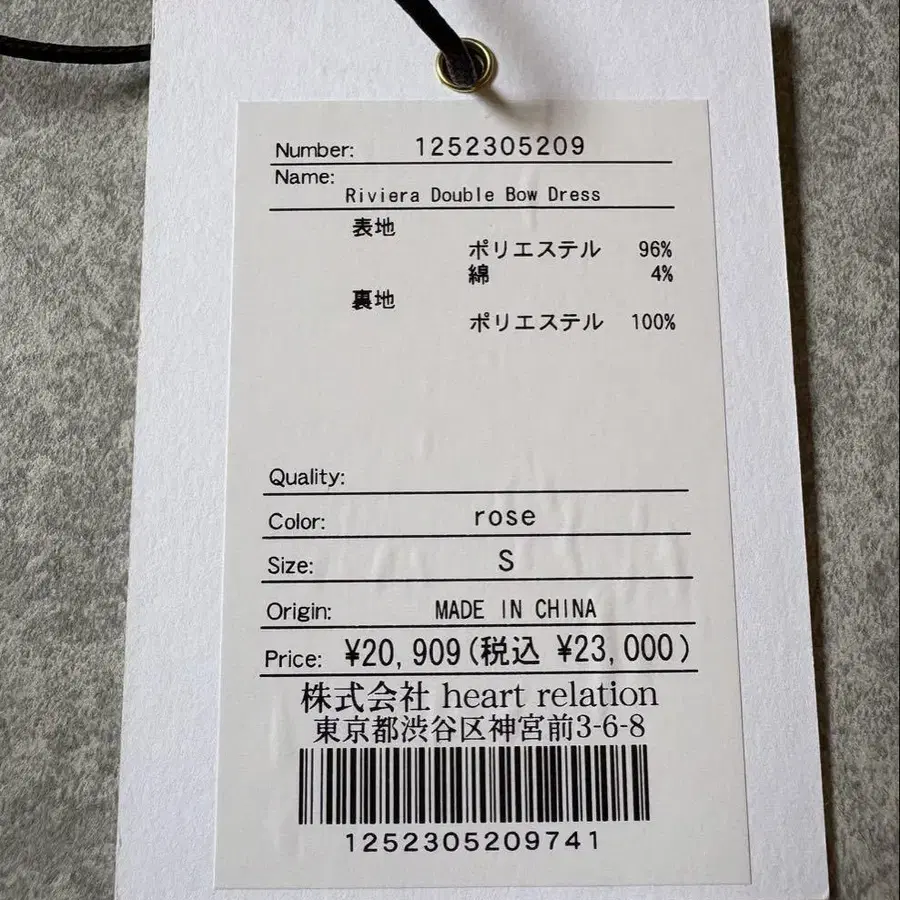 Number: 1252305209
Name:
Riviera Double Bow Dress
表地
ポリエステル 96%
綿 4%
裏地
ポリエステル 100%
Quality:
Color: rose
Size: S
Origin: MADE IN CHINA
Price: ¥20,909(税込 ¥23,000)
株式会社 heart relation
東京都渋谷区神宮前3-6-8
1252305209741